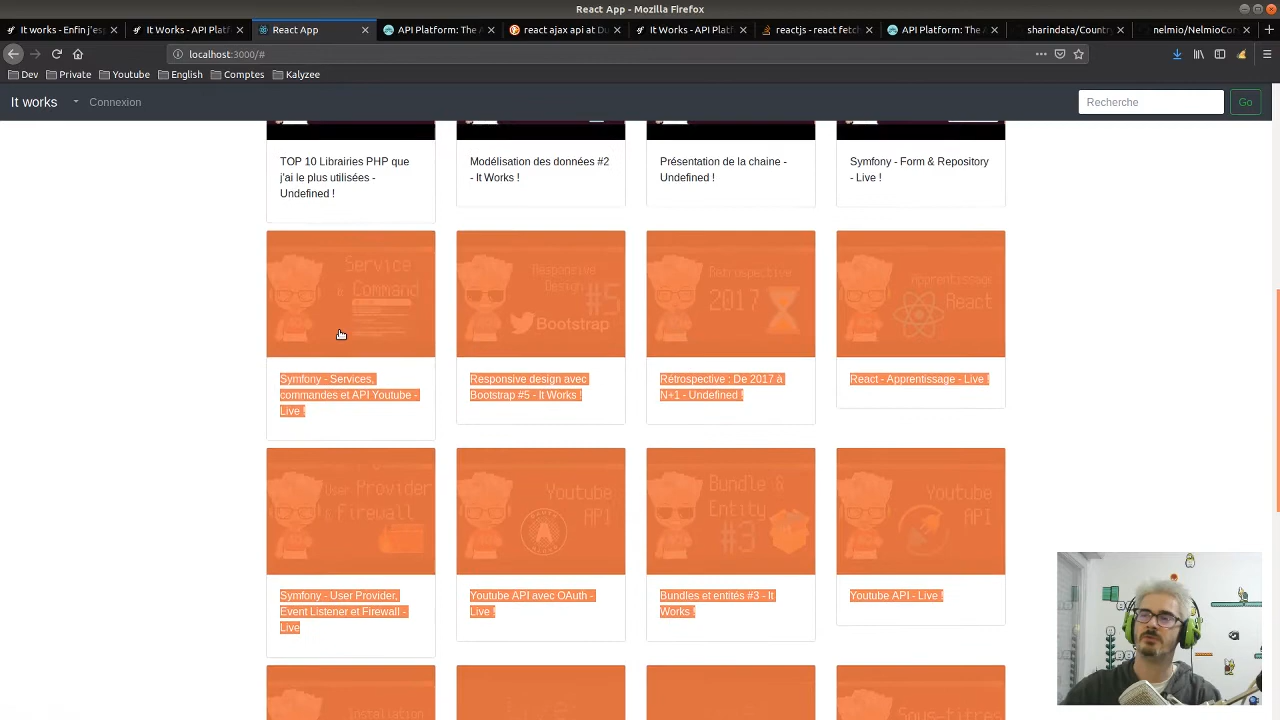 React App - Mozilla Firefox
It works - Enfin j'es
It Works - API Platf
React App
API Platform: The A
react ajax api at Du
It Works - API Platf
reactjs - react fetch
API Platform: The A
sharindata/Country
nelmio/NelmioCor
localhost:3000/#
Dev
Private
Youtube
English
Comptes
Kalyzee
It works
Connexion
Recherche
Go
TOP 10 Librairies PHP que
j'ai le plus utilisées -
Undefined !
Modélisation des données #2
- It Works !
Présentation de la chaine -
Undefined !
Symfony - Form & Repository
- Live !
Service
& Command
Responsive
Design
#5
Bootstrap
Retrospective
2017
Apprentissage
React
Symfony - Services,
commandes et API Youtube -
Live !
Responsive design avec
Bootstrap #5 - It Works !
Rétrospective : De 2017 à
N+1 - Undefined !
React - Apprentissage - Live !
User Provider
& Firewall
Youtube
API
Bundle &
Entity
#3
Youtube
API
Symfony - User Provider,
Event Listener et Firewall -
Live
Youtube API avec OAuth -
Live !
Bundles et entités #3 - It
Works !
Youtube API - Live !
Installation
Sous-titres